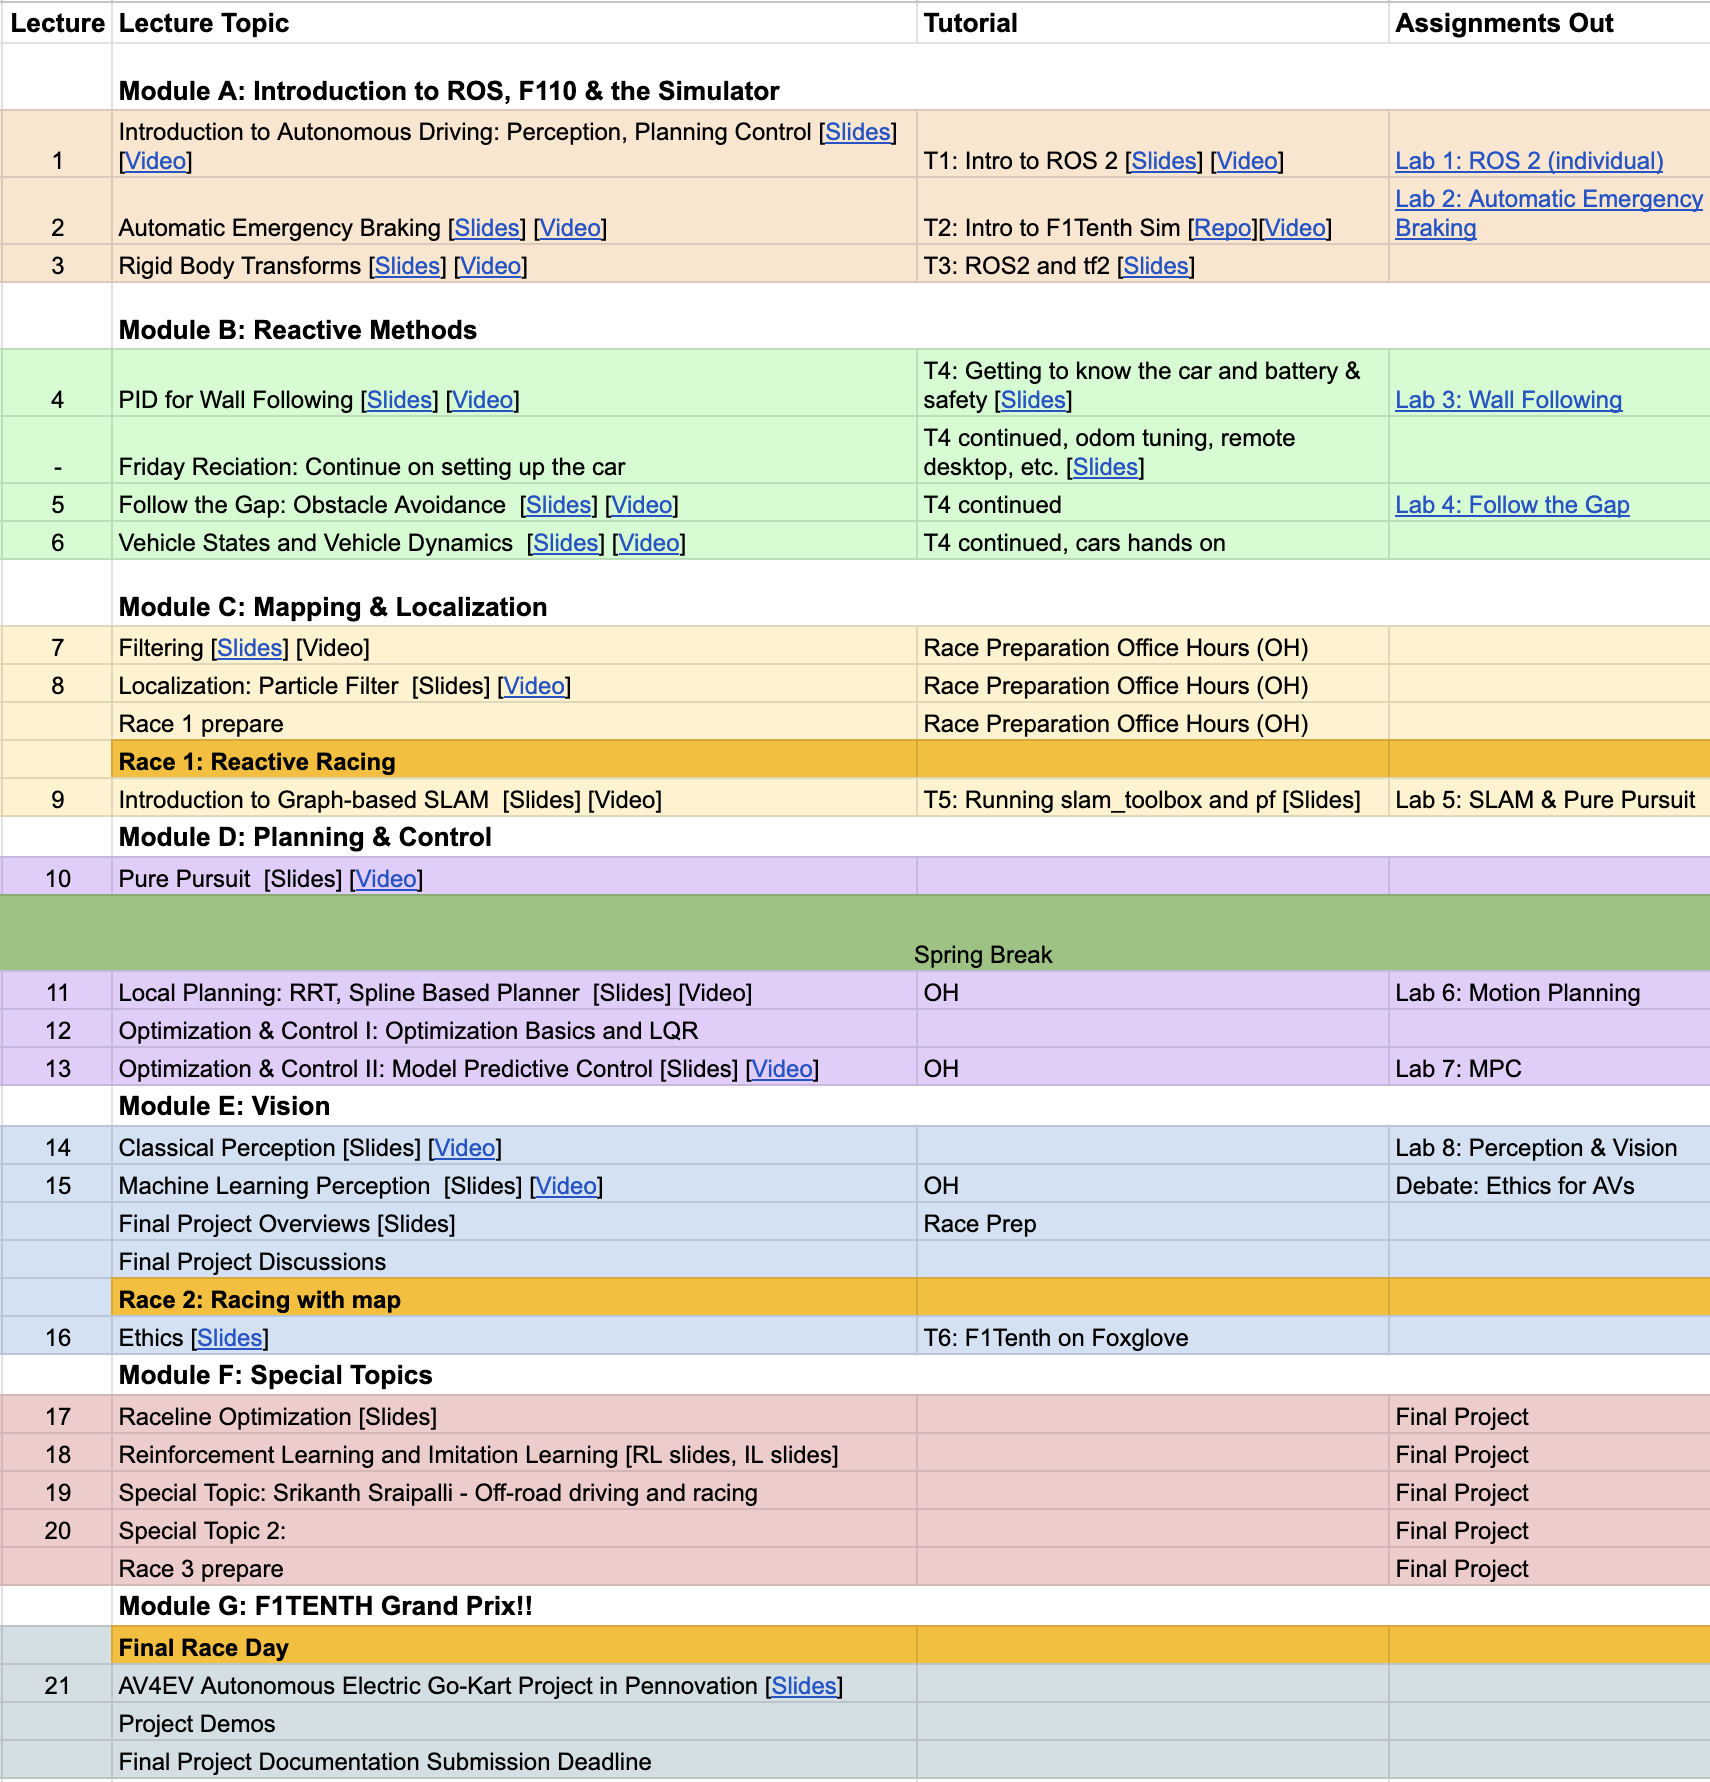 Lecture Lecture Topic Tutorial Assignments Out
Module A: Introduction to ROS, F110 & the Simulator
Introduction to Autonomous Driving: Perception, Planning Control [Slides]
1 [Video] T1: Intro to ROS 2 [Slides] [Video] Lab 1: ROS 2 (individual)
Lab 2: Automatic Emergency
2 Automatic Emergency Braking [Slides] [Video] T2: Intro to F1Tenth Sim [Repo][Video] Braking
3 Rigid Body Transforms [Slides] [Video] T3: ROS2 and tf2 [Slides]
Module B: Reactive Methods
T4: Getting to know the car and battery &
4 PID for Wall Following [Slides] [Video] safety [Slides] Lab 3: Wall Following
T4 continued, odom tuning, remote
- Friday Reciation: Continue on setting up the car desktop, etc. [Slides]
5 Follow the Gap: Obstacle Avoidance [Slides] [Video] T4 continued Lab 4: Follow the Gap
6 Vehicle States and Vehicle Dynamics [Slides] [Video] T4 continued, cars hands on
Module C: Mapping & Localization
7 Filtering [Slides] [Video] Race Preparation Office Hours (OH)
8 Localization: Particle Filter [Slides] [Video] Race Preparation Office Hours (OH)
Race 1 prepare Race Preparation Office Hours (OH)
Race 1: Reactive Racing
9 Introduction to Graph-based SLAM [Slides] [Video] T5: Running slam_toolbox and pf [Slides] Lab 5: SLAM & Pure Pursuit
Module D: Planning & Control
10 Pure Pursuit [Slides] [Video]
Spring Break
11 Local Planning: RRT, Spline Based Planner [Slides] [Video] OH Lab 6: Motion Planning
12 Optimization & Control I: Optimization Basics and LQR
13 Optimization & Control II: Model Predictive Control [Slides] [Video] OH Lab 7: MPC
Module E: Vision
14 Classical Perception [Slides] [Video] Lab 8: Perception & Vision
15 Machine Learning Perception [Slides] [Video] OH Debate: Ethics for AVs
Final Project Overviews [Slides] Race Prep
Final Project Discussions
Race 2: Racing with map
16 Ethics [Slides] T6: F1Tenth on Foxglove
Module F: Special Topics
17 Raceline Optimization [Slides] Final Project
18 Reinforcement Learning and Imitation Learning [RL slides, IL slides] Final Project
19 Special Topic: Srikanth Sraipalli - Off-road driving and racing Final Project
20 Special Topic 2: Final Project
Race 3 prepare Final Project
Module G: F1TENTH Grand Prix!!
Final Race Day
21 AV4EV Autonomous Electric Go-Kart Project in Pennovation [Slides]
Project Demos
Final Project Documentation Submission Deadline